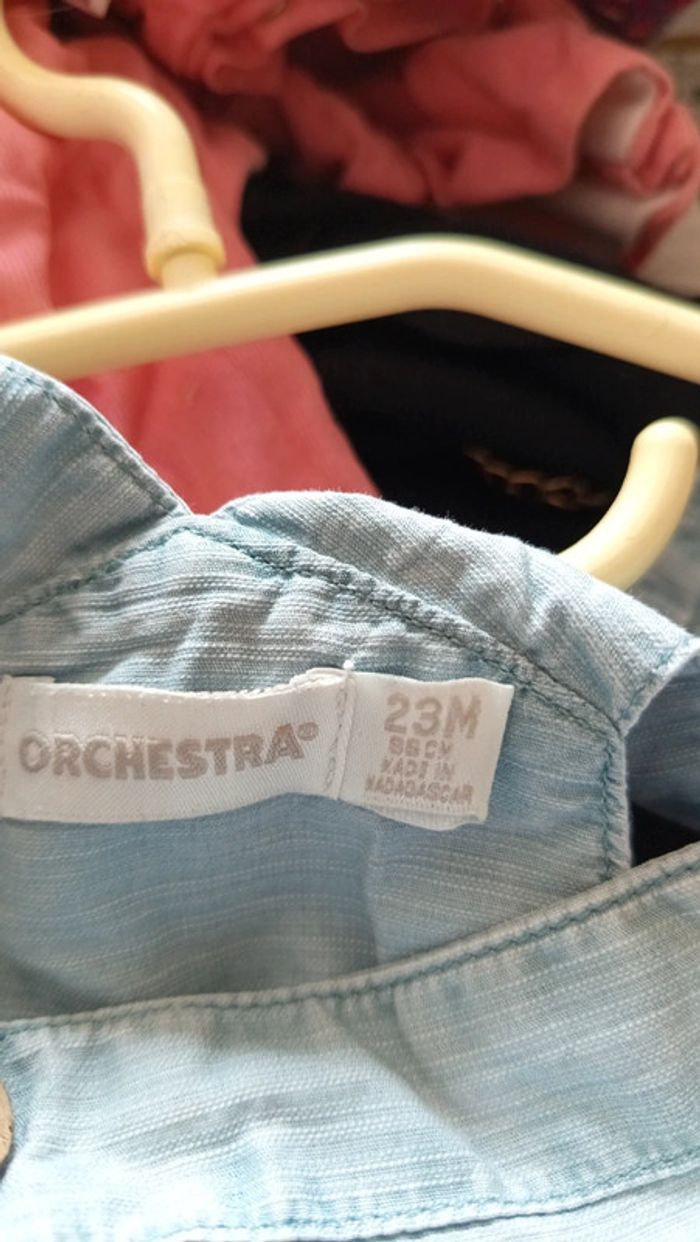 ORCHESTRA®
23M
86CM
MADE IN
MADAGASCAR